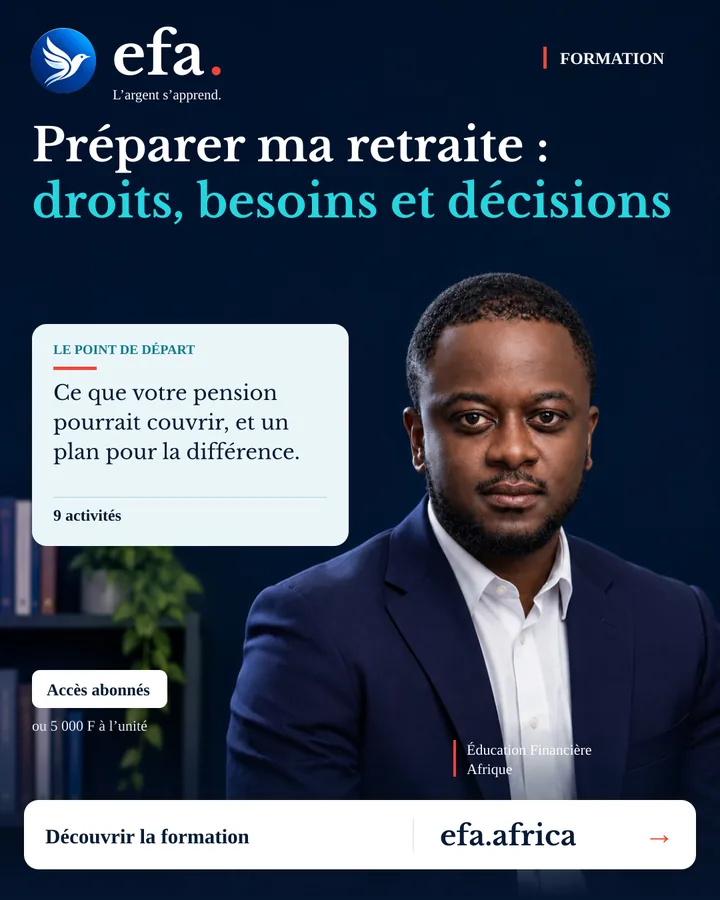 efa.
L’argent s’apprend.
FORMATION
Préparer ma retraite :
droits, besoins et décisions
LE POINT DE DÉPART
Ce que votre pension
pourrait couvrir, et un
plan pour la différence.
9 activités
Accès abonnés
ou 5 000 F à l’unité
Éducation Financière
Afrique
Découvrir la formation
efa.africa →